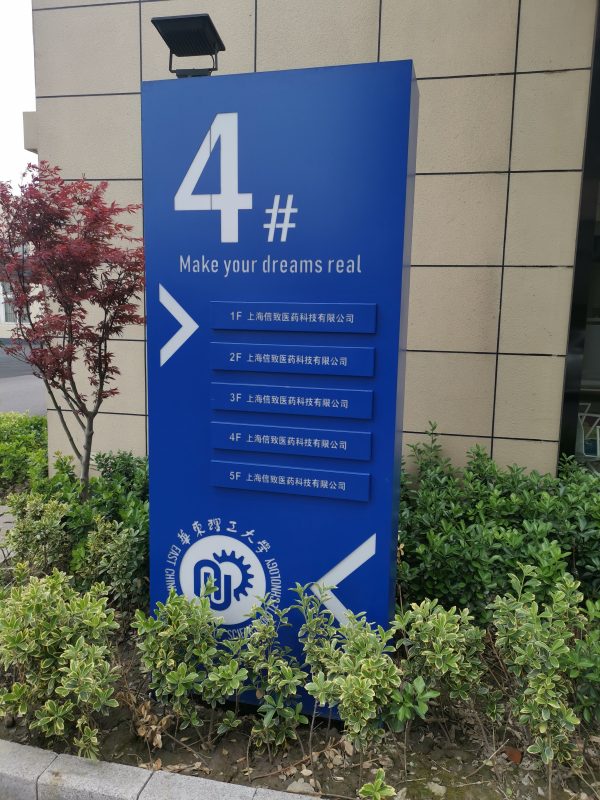 4#
Make your dreams real
1F 上海信致医药科技有限公司
2F 上海信致医药科技有限公司
3F 上海信致医药科技有限公司
4F 上海信致医药科技有限公司
5F 上海信致医药科技有限公司
華東理工大學
EAST CHI